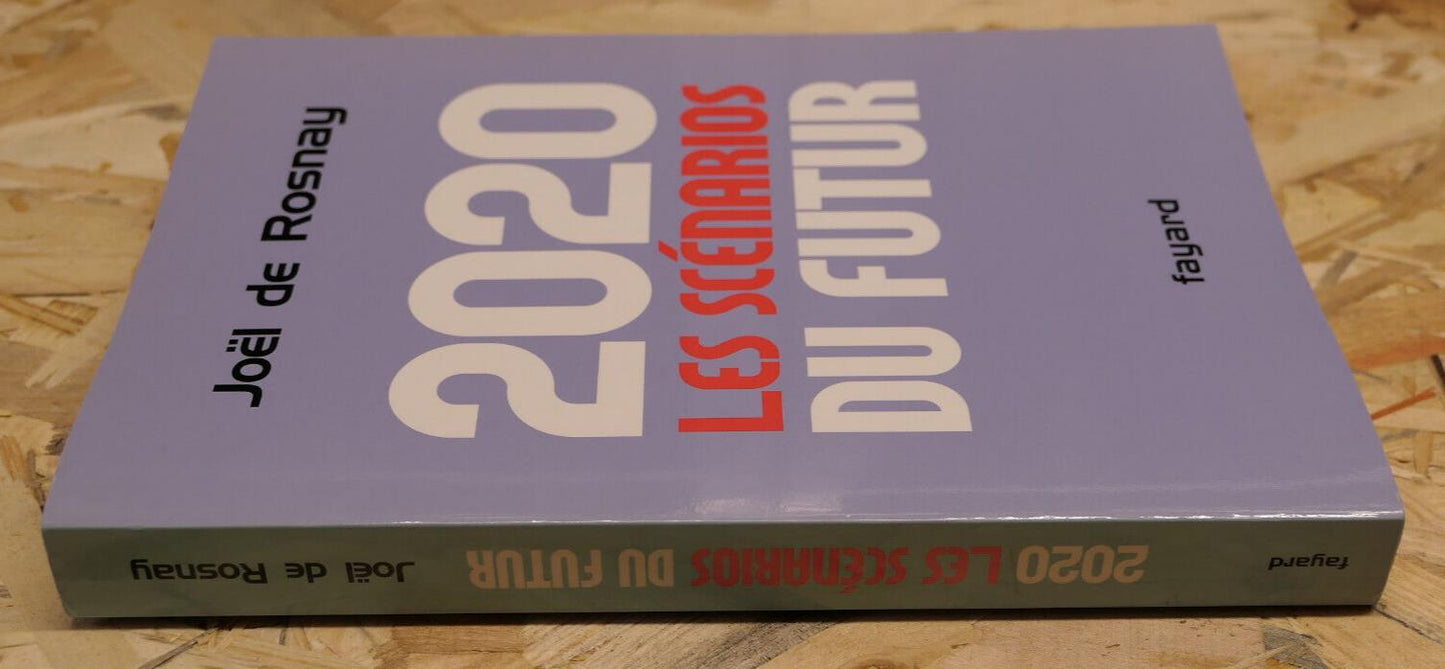 Joël de Rosnay
2020
LES SCÉNARIOS
DU FUTUR
fayard
fayard
2020 LES SCÉNARIOS DU FUTUR
Joël de Rosnay